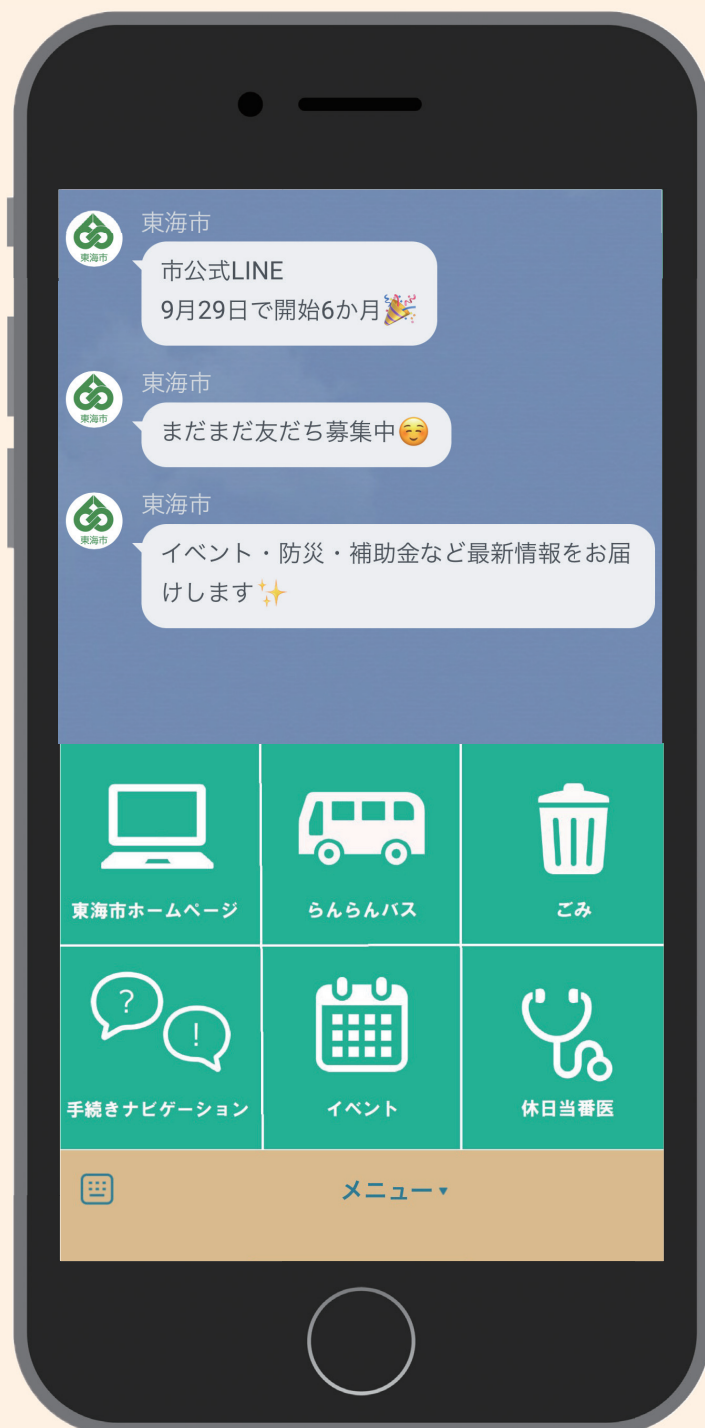 東海市
東海市
市公式LINE
9月29日で開始6か月🎉
東海市
東海市
まだまだ友だち募集中☺️
東海市
東海市
イベント・防災・補助金など最新情報をお届
けします✨
東海市ホームページ
らんらんバス
ごみ
?
!
手続きナビゲーション
イベント
休日当番医
メニュー▼